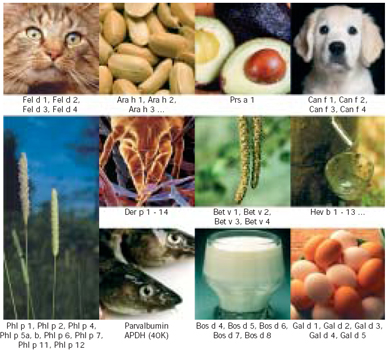 Fel d 1, Fel d 2,
Fel d 3, Fel d 4
Ara h 1, Ara h 2,
Ara h 3 ...
Prs a 1
Can f 1, Can f 2,
Can f 3, Can f 4
Der p 1 - 14
Bet v 1, Bet v 2,
Bet v 3, Bet v 4
Hev b 1 - 13 ...
Phl p 1, Phl p 2, Phl p 4,
Phl p 5a, b, Phl p 6, Phl p 7,
Phl p 11, Phl p 12
Parvalbumin
APDH (40K)
Bos d 4, Bos d 5, Bos d 6,
Bos d 7, Bos d 8
Gal d 1, Gal d 2, Gal d 3,
Gal d 4, Gal d 5